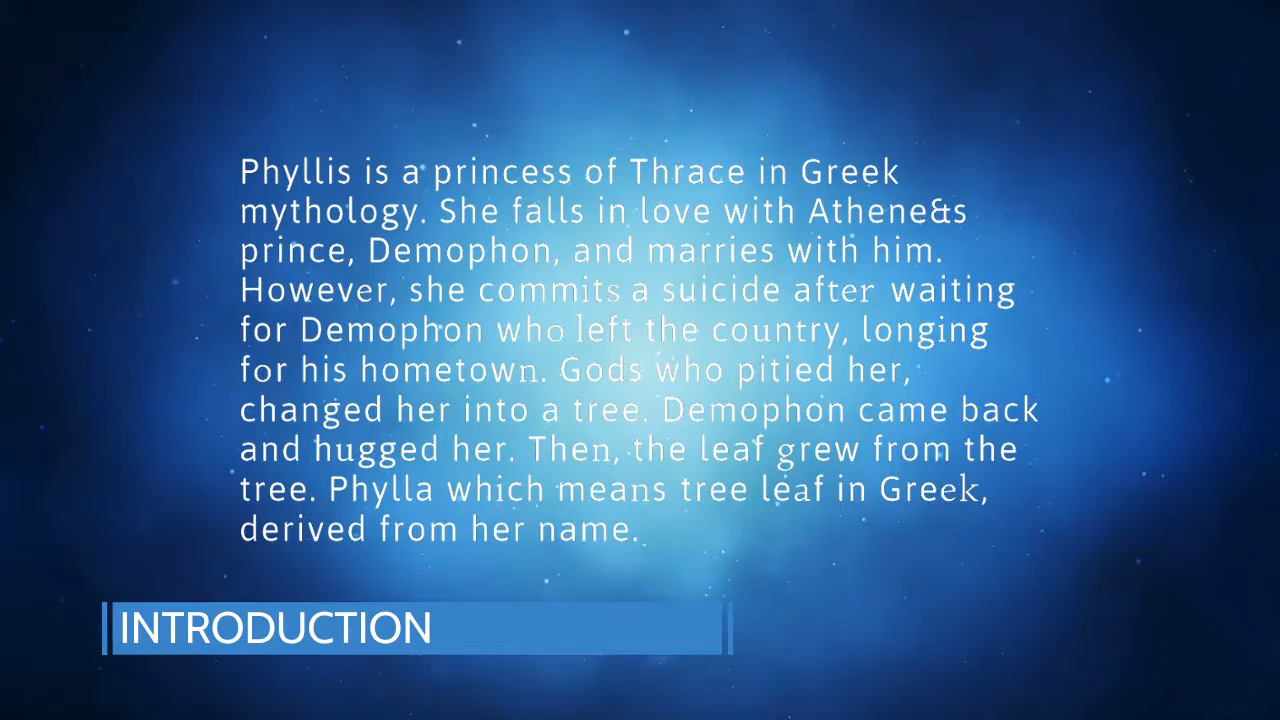 Phyllis is a princess of Thrace in Greek
mythology. She falls in love with Athene&s
prince, Demophon, and marries with him.
However, she commits a suicide after waiting
for Demophon who left the country, longing
for his hometown. Gods who pitied her,
changed her into a tree. Demophon came back
and hugged her. Then, the leaf grew from the
tree. Phylla which means tree leaf in Greek,
derived from her name.
INTRODUCTION